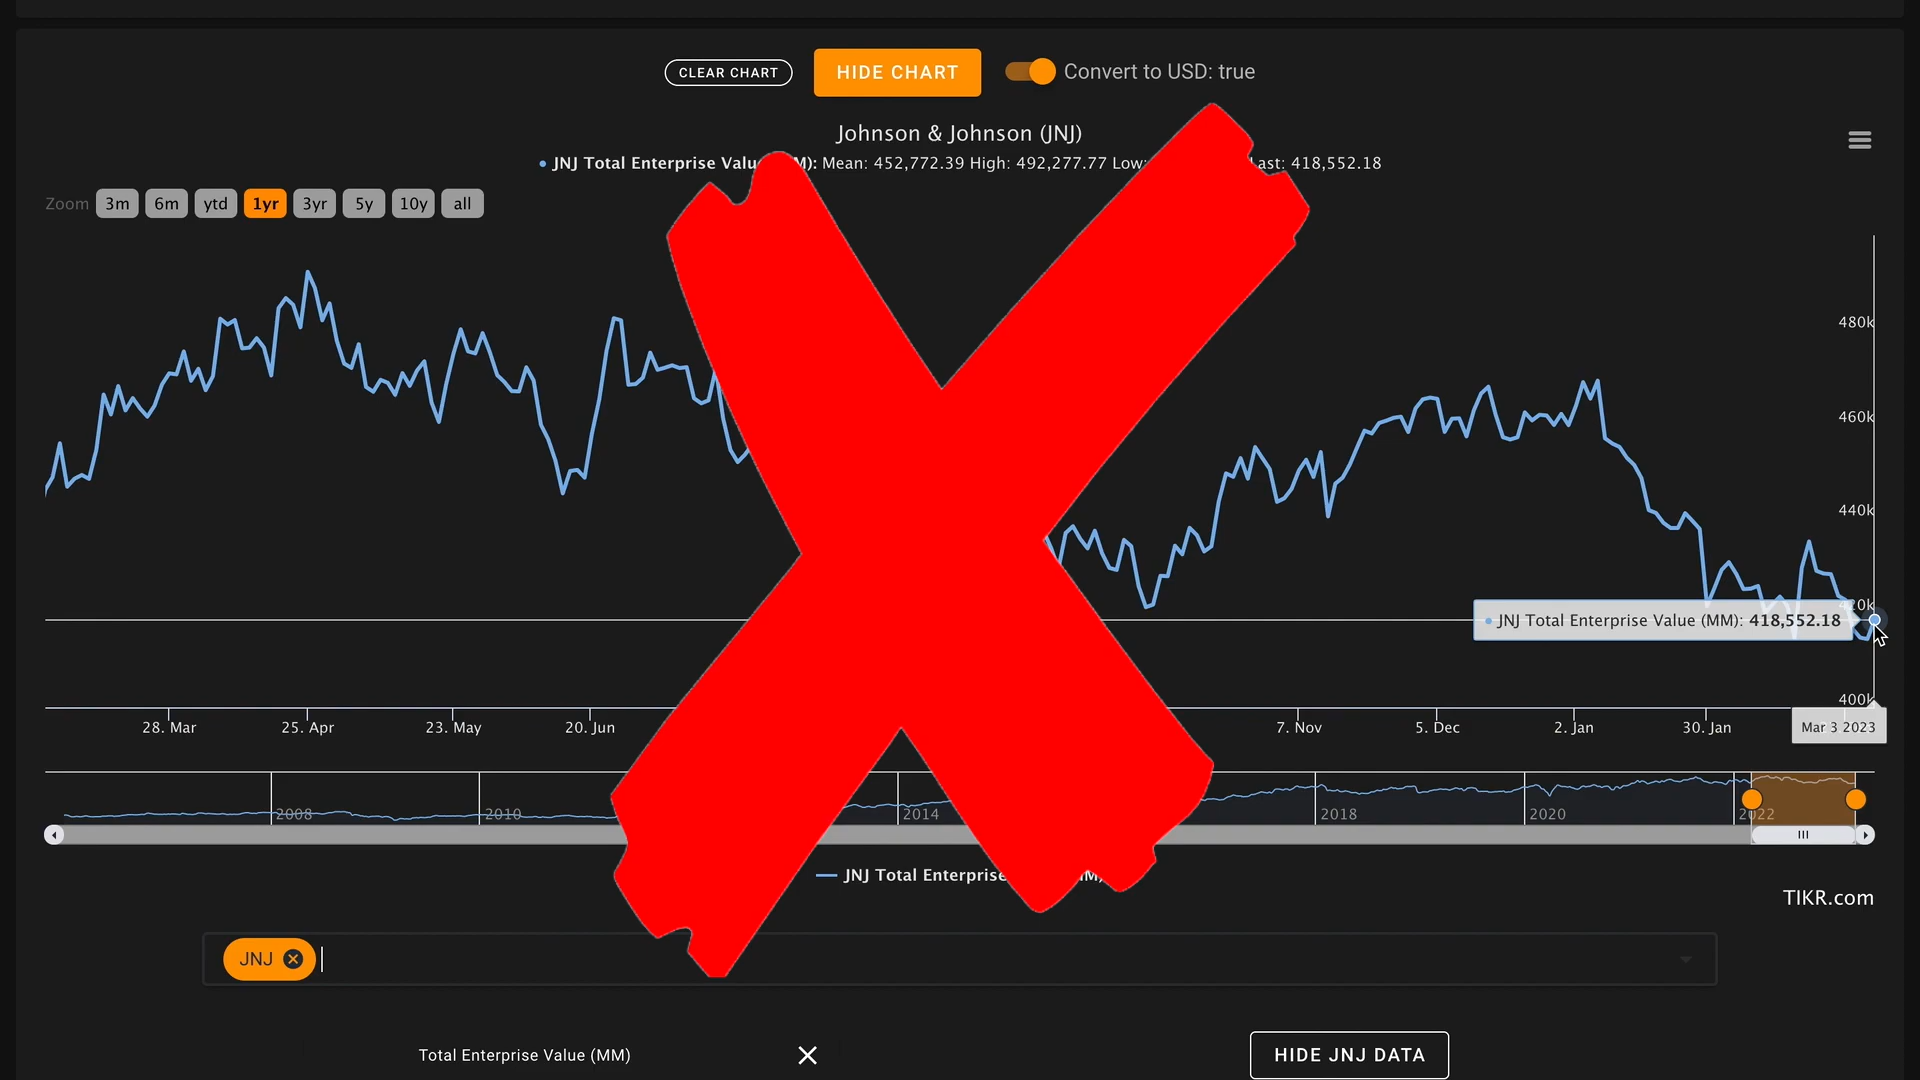 CLEAR CHART
HIDE CHART
Convert to USD: true
Johnson & Johnson (JNJ)
JNJ Total Enterprise M): Mean: 452,772.39 High: 492,277.77 Low: Last: 418,552.18
Zoom 3m 6m ytd 1yr 3yr 5y 10y all
480k
460k
440k
420k
JNJ Total Enterprise Value (MM): 418,552.18
400k
28. Mar 25. Apr 23. May 20. Jun 7. Nov 5. Dec 2. Jan 30. Jan Mar 3 2023
2008 2010 2014 2018 2020 2022
JNJ Total Enterprise
TIKR.com
JNJ
Total Enterprise Value (MM)
HIDE JNJ DATA